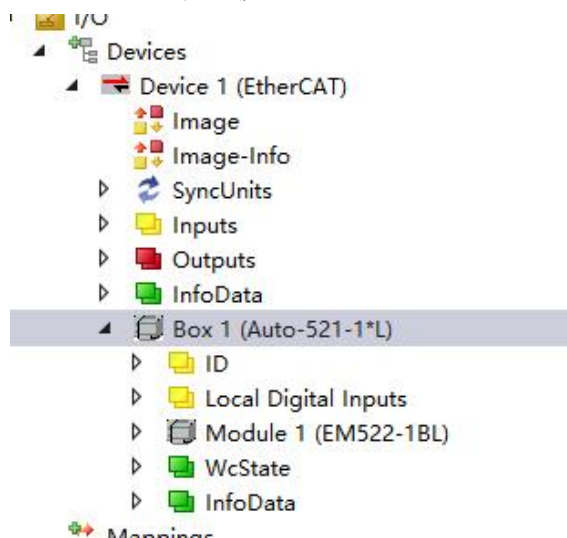 I/O
Devices
Device 1 (EtherCAT)
Image
Image-Info
SyncUnits
Inputs
Outputs
InfoData
Box 1 (Auto-521-1*L)
ID
Local Digital Inputs
Module 1 (EM522-1BL)
WcState
InfoData
Mappings